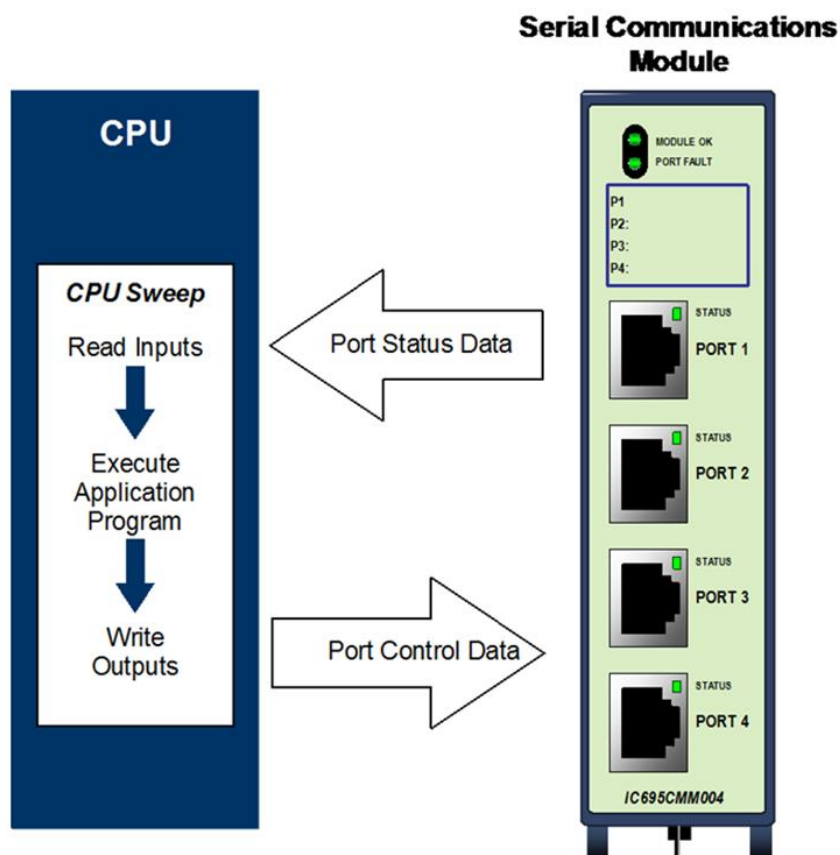 Serial Communications
Module
CPU
CPU Sweep
Read Inputs
Execute
Application
Program
Write
Outputs
Port Status Data
Port Control Data
MODULE OK
PORT FAULT
P1
P2:
P3:
P4:
STATUS
PORT 1
STATUS
PORT 2
STATUS
PORT 3
STATUS
PORT 4
IC695CMM004